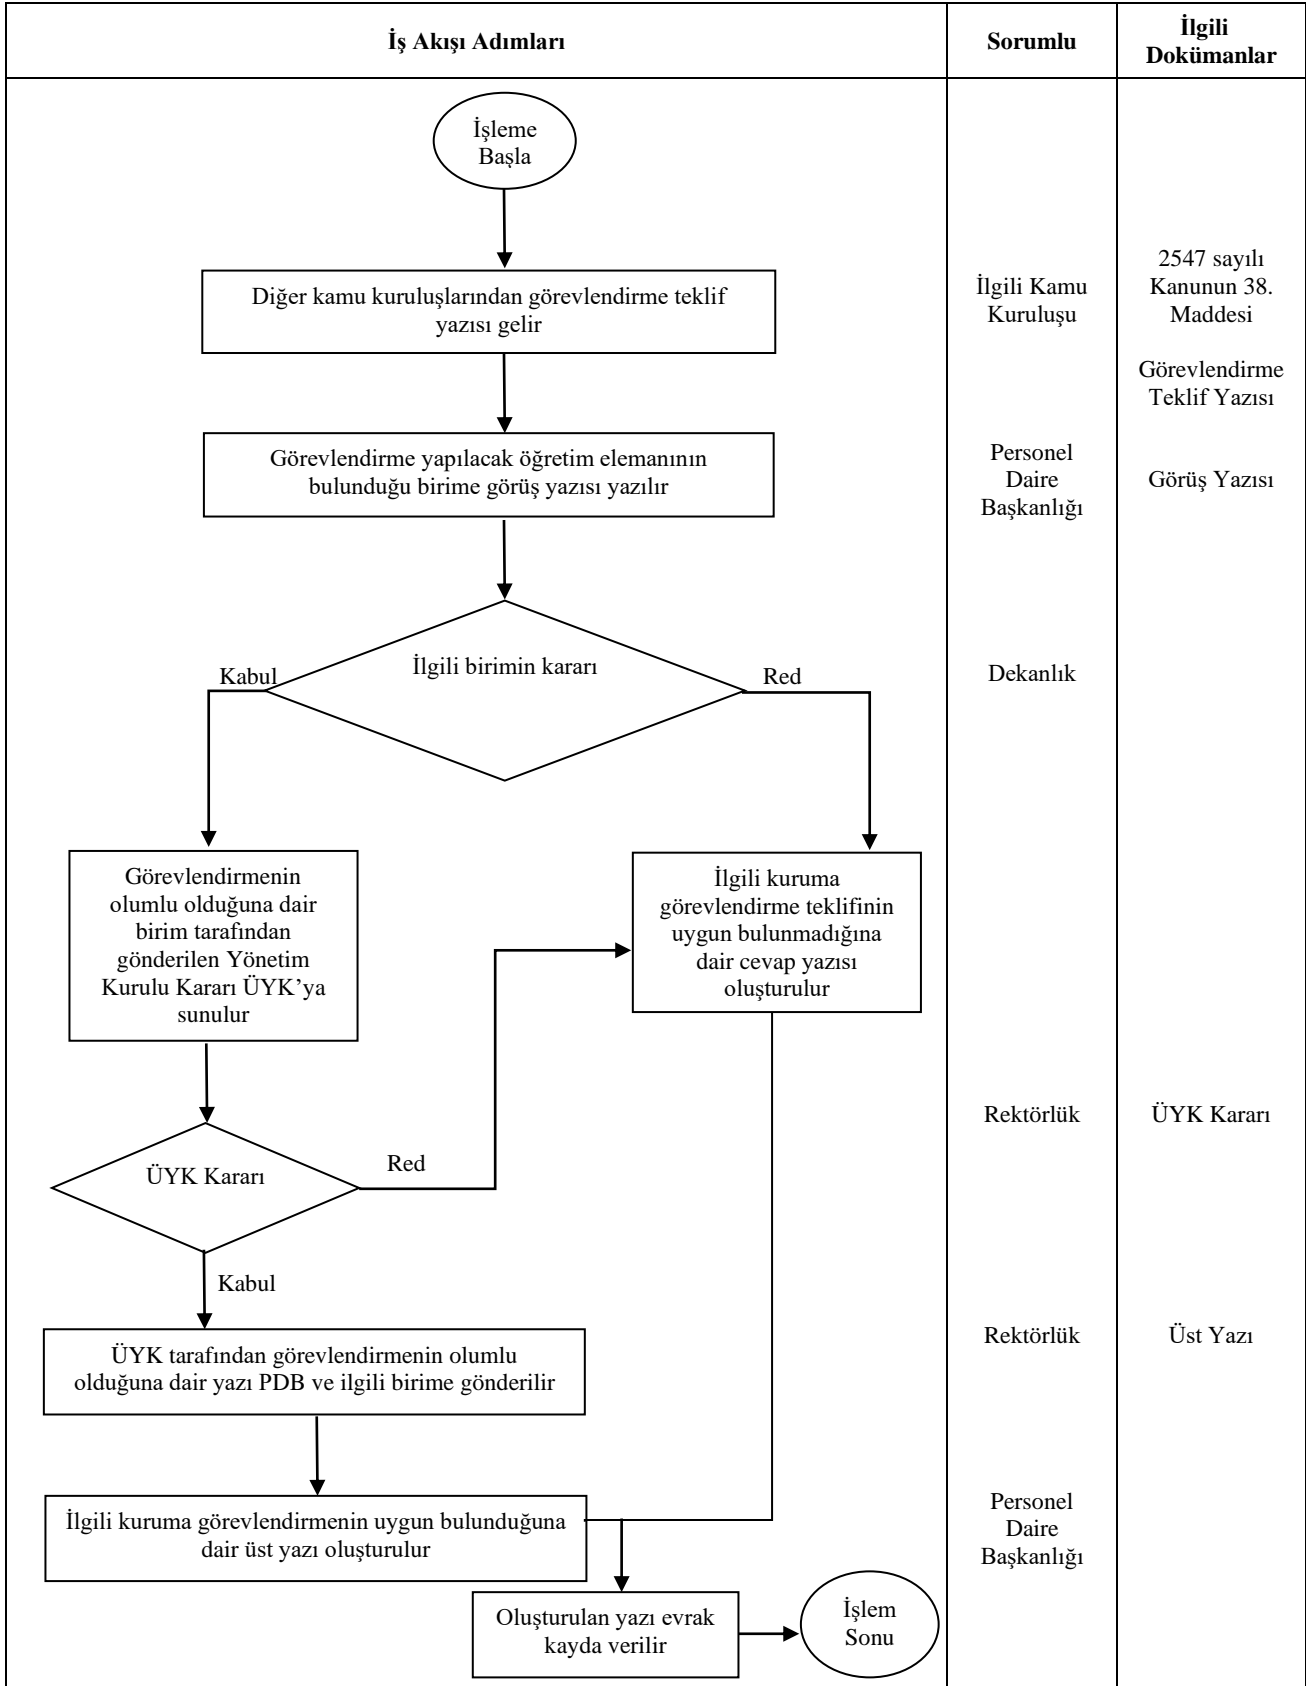 İş Akışı Adımları
Sorumlu
İlgili
Dokümanlar
İşleme
Başla
Diğer kamu kuruluşlarından görevlendirme teklif
yazısı gelir
İlgili Kamu
Kuruluşu
2547 sayılı
Kanunun 38.
Maddesi
Görevlendirme
Teklif Yazısı
Görevlendirme yapılacak öğretim elemanının
bulunduğu birime görüş yazısı yazılır
Personel
Daire
Başkanlığı
Görüş Yazısı
İlgili birimin kararı
Kabul
Red
Dekanlık
Görevlendirmenin
olumlu olduğuna dair
birim tarafından
gönderilen Yönetim
Kurulu Kararı ÜYK’ya
sunulur
İlgili kuruma
görevlendirme teklifinin
uygun bulunmadığına
dair cevap yazısı
oluşturulur
ÜYK Kararı
Red
Rektörlük
ÜYK Kararı
Kabul
ÜYK tarafından görevlendirmenin olumlu
olduğuna dair yazı PDB ve ilgili birime gönderilir
Rektörlük
Üst Yazı
İlgili kuruma görevlendirmenin uygun bulunduğuna
dair üst yazı oluşturulur
Personel
Daire
Başkanlığı
Oluşturulan yazı evrak
kayda verilir
İşlem
Sonu